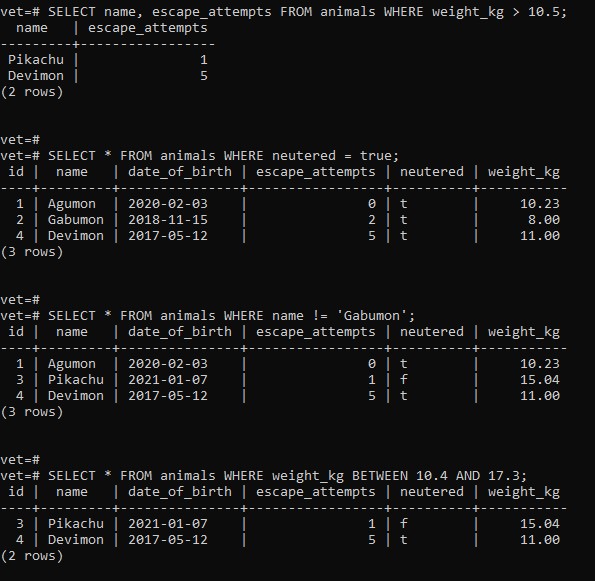 vet=# SELECT name, escape_attempts FROM animals WHERE weight_kg > 10.5;
  name   | escape_attempts
---------+-----------------
 Pikachu |               1
 Devimon |               5
(2 rows)
vet=#
vet=# SELECT * FROM animals WHERE neutered = true;
 id |  name   | date_of_birth | escape_attempts | neutered | weight_kg
----+---------+---------------+-----------------+----------+-----------
  1 | Agumon  | 2020-02-03    |               0 | t        |     10.23
  2 | Gabumon | 2018-11-15    |               2 | t        |      8.00
  4 | Devimon | 2017-05-12    |               5 | t        |     11.00
(3 rows)
vet=#
vet=# SELECT * FROM animals WHERE name != 'Gabumon';
 id |  name   | date_of_birth | escape_attempts | neutered | weight_kg
----+---------+---------------+-----------------+----------+-----------
  1 | Agumon  | 2020-02-03    |               0 | t        |     10.23
  3 | Pikachu | 2021-01-07    |               1 | f        |     15.04
  4 | Devimon | 2017-05-12    |               5 | t        |     11.00
(3 rows)
vet=#
vet=# SELECT * FROM animals WHERE weight_kg BETWEEN 10.4 AND 17.3;
 id |  name   | date_of_birth | escape_attempts | neutered | weight_kg
----+---------+---------------+-----------------+----------+-----------
  3 | Pikachu | 2021-01-07    |               1 | f        |     15.04
  4 | Devimon | 2017-05-12    |               5 | t        |     11.00
(2 rows)